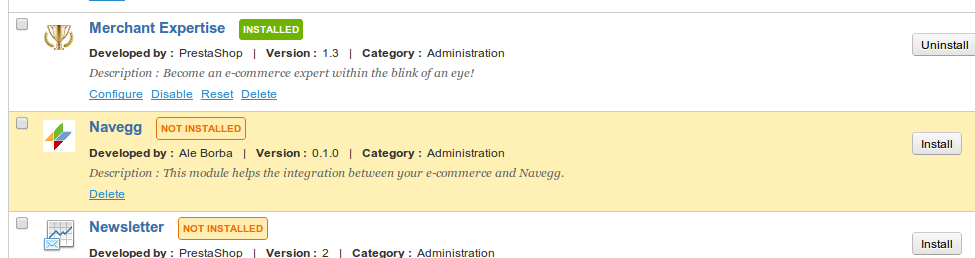 Merchant Expertise INSTALLED
Developed by : PrestaShop | Version : 1.3 | Category : Administration
Uninstall
Description : Become an e-commerce expert within the blink of an eye!
Configure Disable Reset Delete
Navegg NOT INSTALLED
Install
Developed by : Ale Borba | Version : 0.1.0 | Category : Administration
Description : This module helps the integration between your e-commerce and Navegg.
Delete
Newsletter NOT INSTALLED
Install
Developed by : PrestaShop | Version : 2 | Category : Administration